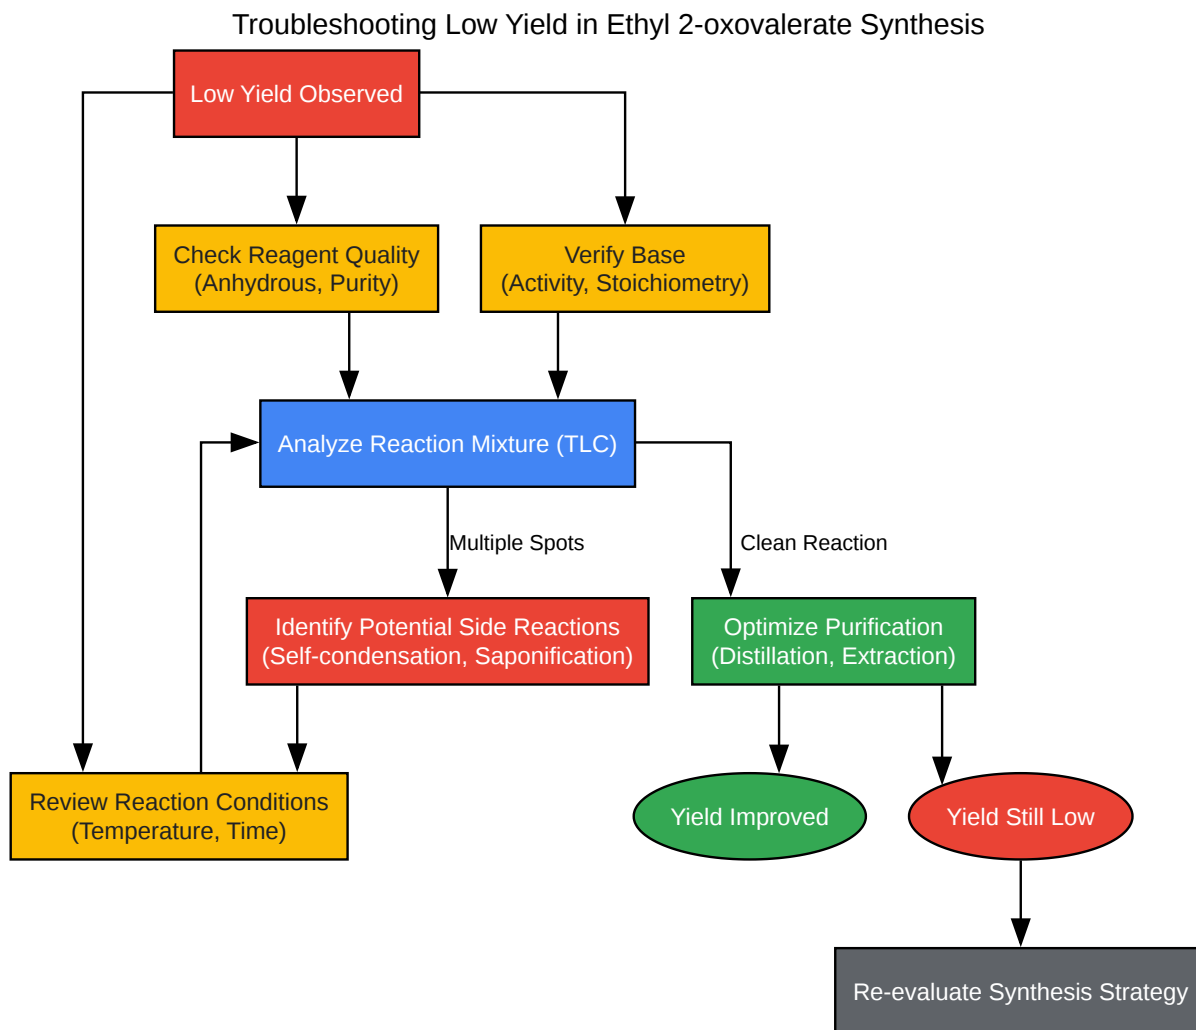 Troubleshooting Low Yield in Ethyl 2-oxovalerate Synthesis
Low Yield Observed
Check Reagent Quality
(Anhydrous, Purity)
Verify Base
(Activity, Stoichiometry)
Analyze Reaction Mixture (TLC)
Multiple Spots
Clean Reaction
Identify Potential Side Reactions
(Self-condensation, Saponification)
Optimize Purification
(Distillation, Extraction)
Review Reaction Conditions
(Temperature, Time)
Yield Improved
Yield Still Low
Re-evaluate Synthesis Strategy